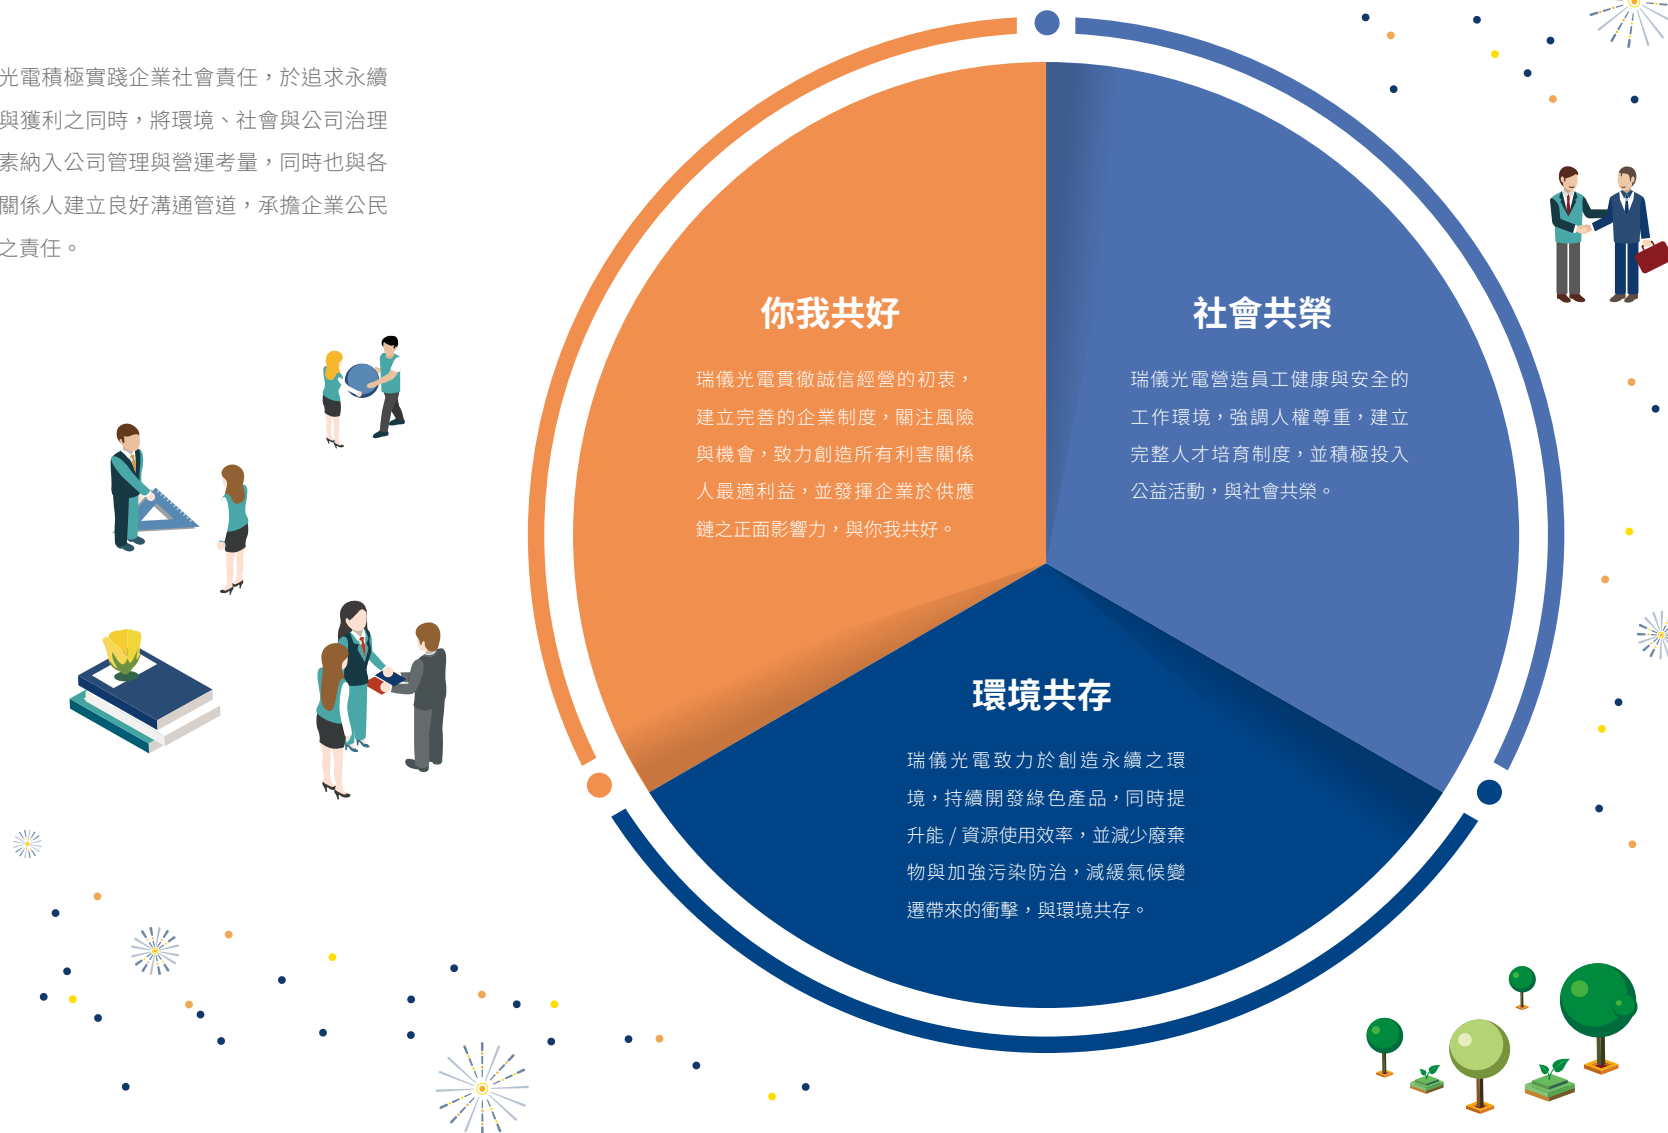 光電積極實踐企業社會責任，於追求永續
與獲利之同時，將環境、社會與公司治理
素納入公司管理與營運考量，同時也與各
關係人建立良好溝通管道，承擔企業公民
之責任。
你我共好
瑞儀光電貫徹誠信經營的初衷，
建立完善的企業制度，關注風險
與機會，致力創造所有利害關係
人最適利益，並發揮企業於供應
鏈之正面影響力，與你我共好。
社會共榮
瑞儀光電營造員工健康與安全的
工作環境，強調人權尊重，建立
完整人才培育制度，並積極投入
公益活動，與社會共榮。
環境共存
瑞儀光電致力於創造永續之環
境，持續開發綠色產品，同時提
升能 / 資源使用效率，並減少廢棄
物與加強污染防治，減緩氣候變
遷帶來的衝擊，與環境共存。